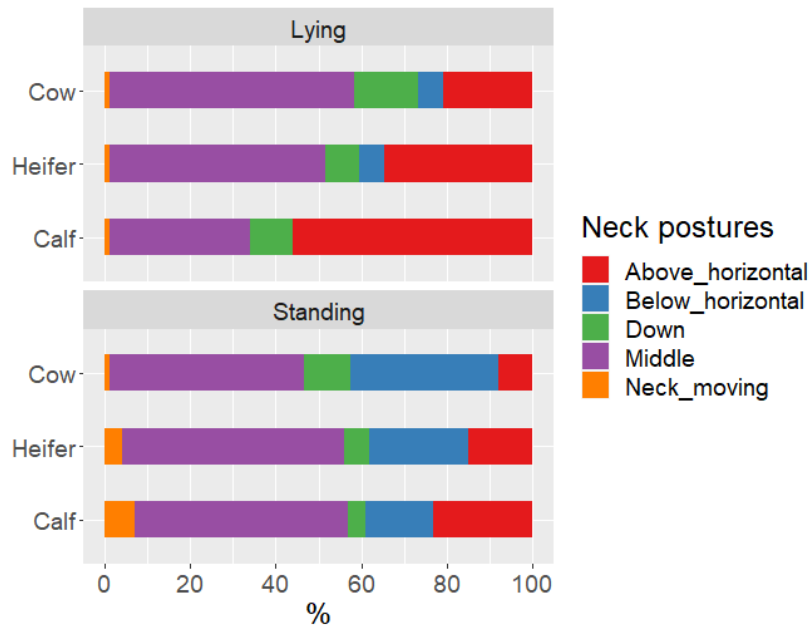 Lying
Cow
Heifer
Calf
Standing
Cow
Heifer
Calf
0 20 40 60 80 100
%
Neck postures
Above_horizontal
Below_horizontal
Down
Middle
Neck_moving